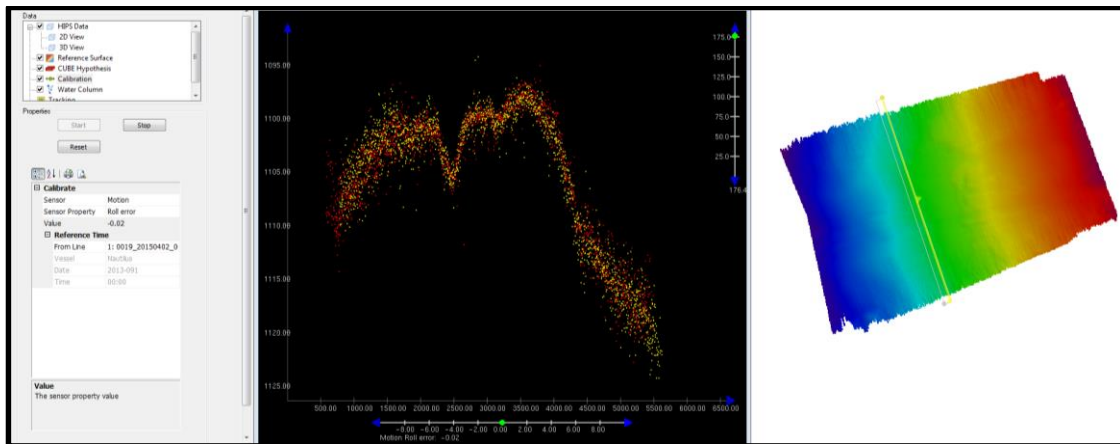 Data
HIPS Data
2D View
3D View
Reference Surface
CUBE Hypothesis
Calibration
Water Column
Tracking
Properties
Start Stop
Reset
Calibrate
Sensor Motion
Sensor Property Roll error
Value -0.02
Reference Time
From Line 1: 0019_20150402_0
Vessel Nautilus
Date 2013-091
Time 00:00
Value
The sensor property value
1095.00
1100.00
1105.00
1110.00
1115.00
1120.00
1125.00
500.00 1000.00 1500.00 2000.00 2500.00 3000.00 3500.00 4000.00 4500.00 5000.00 5500.00 6000.00 6500.00
-8.00 -6.00 -4.00 -2.00 0.00 2.00 4.00 6.00 8.00
Motion Roll error: -0.02
175.0
150.0
125.0
100.0
75.0
50.0
25.0
176.4